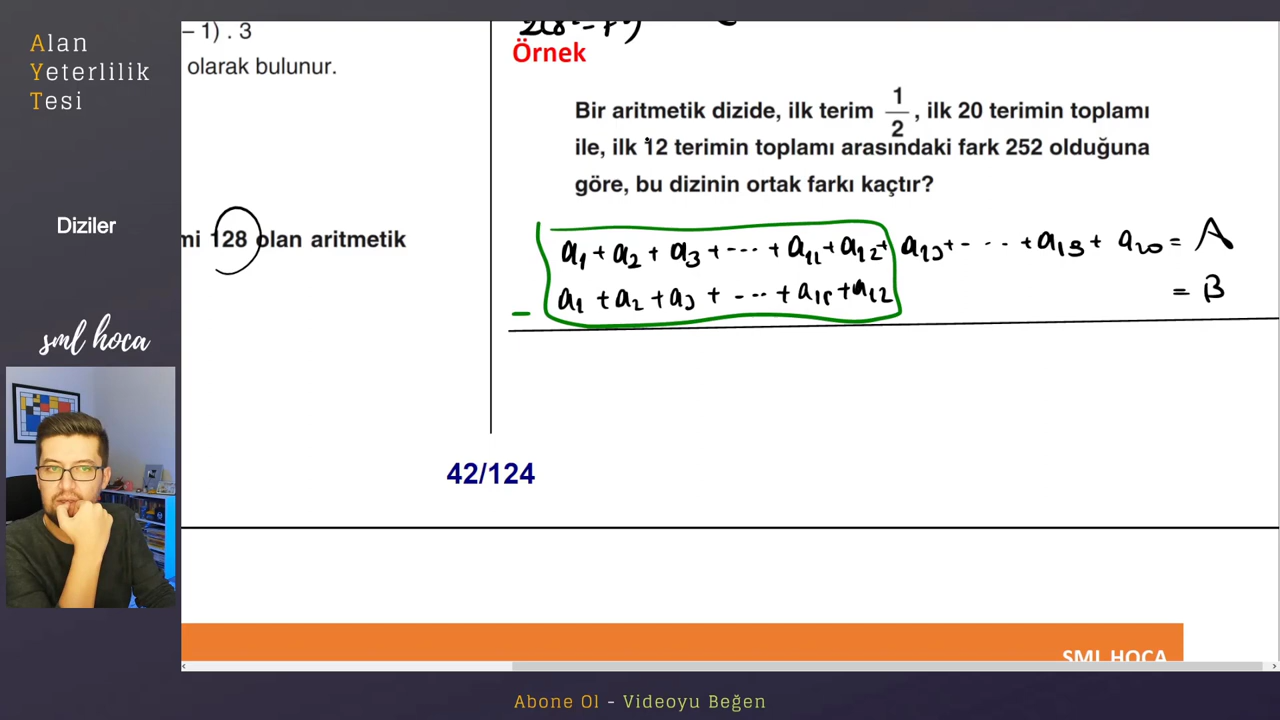 Alan
Yeterlilik
Tesi
Diziler
sml hoca
– 1) . 3
olarak bulunur.
mi 128 olan aritmetik
Örnek
Bir aritmetik dizide, ilk terim 1/2, ilk 20 terimin toplamı
ile, ilk 12 terimin toplamı arasındaki fark 252 olduğuna
göre, bu dizinin ortak farkı kaçtır?
a₁ + a₂ + a₃ + --- + a₁₁ + a₁₂ + a₁₃ + - --- + a₁₉ + a₂₀ = A
a₁ + a₂ + a₃ + --- + a₁₁ + a₁₂ = B
–
42/124
SML HOCA
Abone Ol - Videoyu Beğen